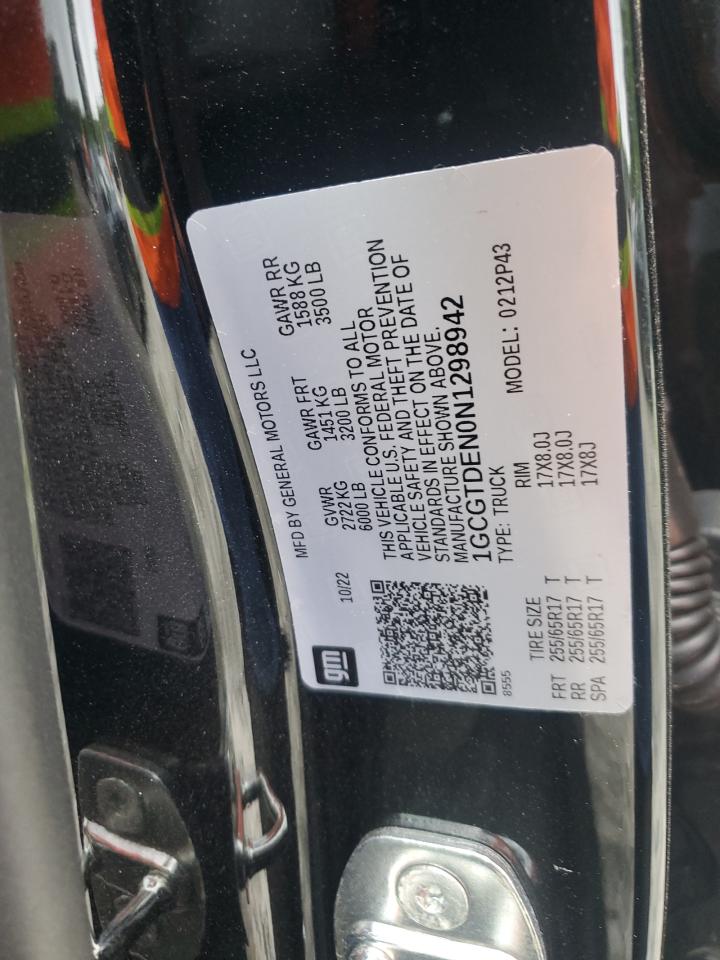 gm
MFD BY GENERAL MOTORS LLC
10/22
GVWR GAWR FRT GAWR RR
2722 KG 1451 KG 1588 KG
6000 LB 3200 LB 3500 LB
THIS VEHICLE CONFORMS TO ALL
APPLICABLE U.S. FEDERAL MOTOR
VEHICLE SAFETY AND THEFT PREVENTION
STANDARDS IN EFFECT ON THE DATE OF
MANUFACTURE SHOWN ABOVE.
1GCGTDEN0N1298942
8555
TYPE: TRUCK MODEL: 0212P43
TIRE SIZE RIM
FRT 255/65R17 T 17X8.0J
RR 255/65R17 T 17X8.0J
SPA 255/65R17 T 17X8J